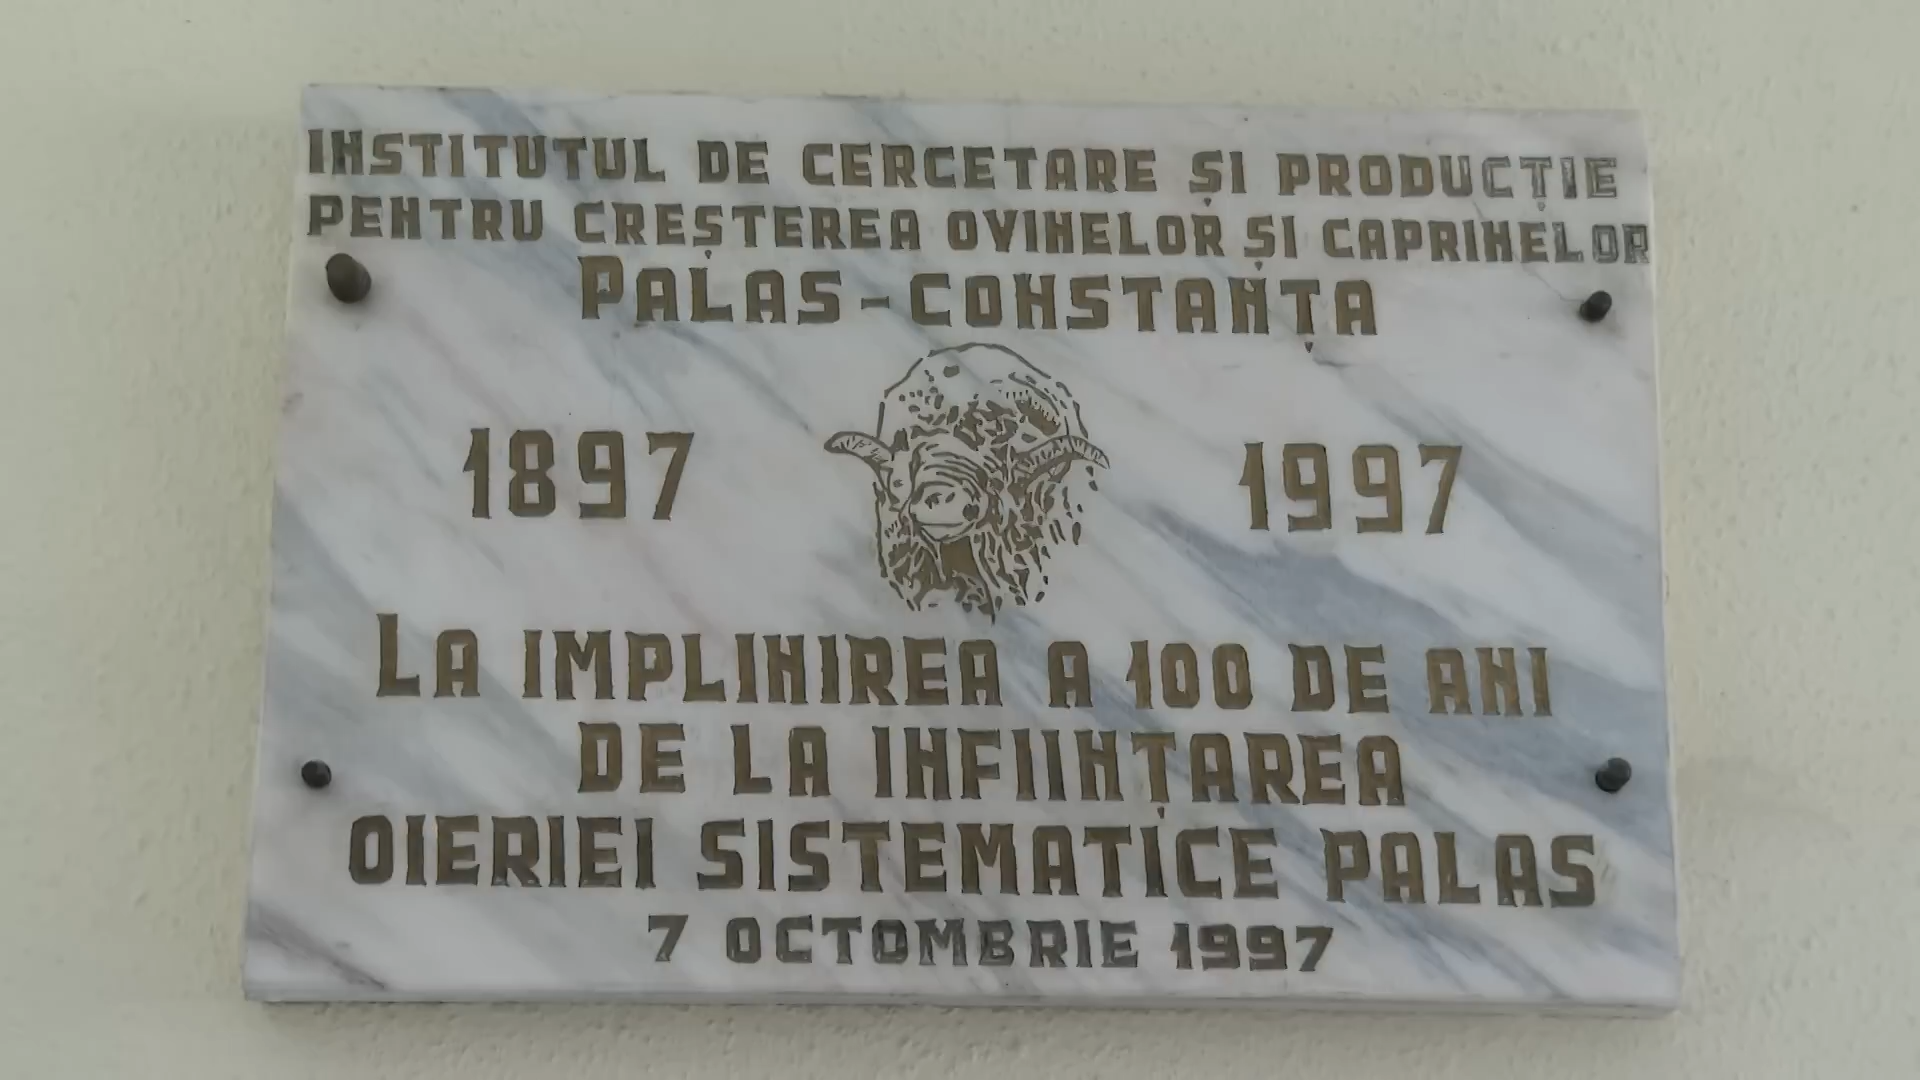 INSTITUTUL DE CERCETARE ȘI PRODUCȚIE
PENTRU CREȘTEREA OVINELOR ȘI CAPRINELOR
PALAS-CONSTANȚA
1897 1997
LA IMPLINIREA A 100 DE ANI
DE LA INFIINȚAREA
OIERIEI SISTEMATICE PALAS
7 OCTOMBRIE 1997